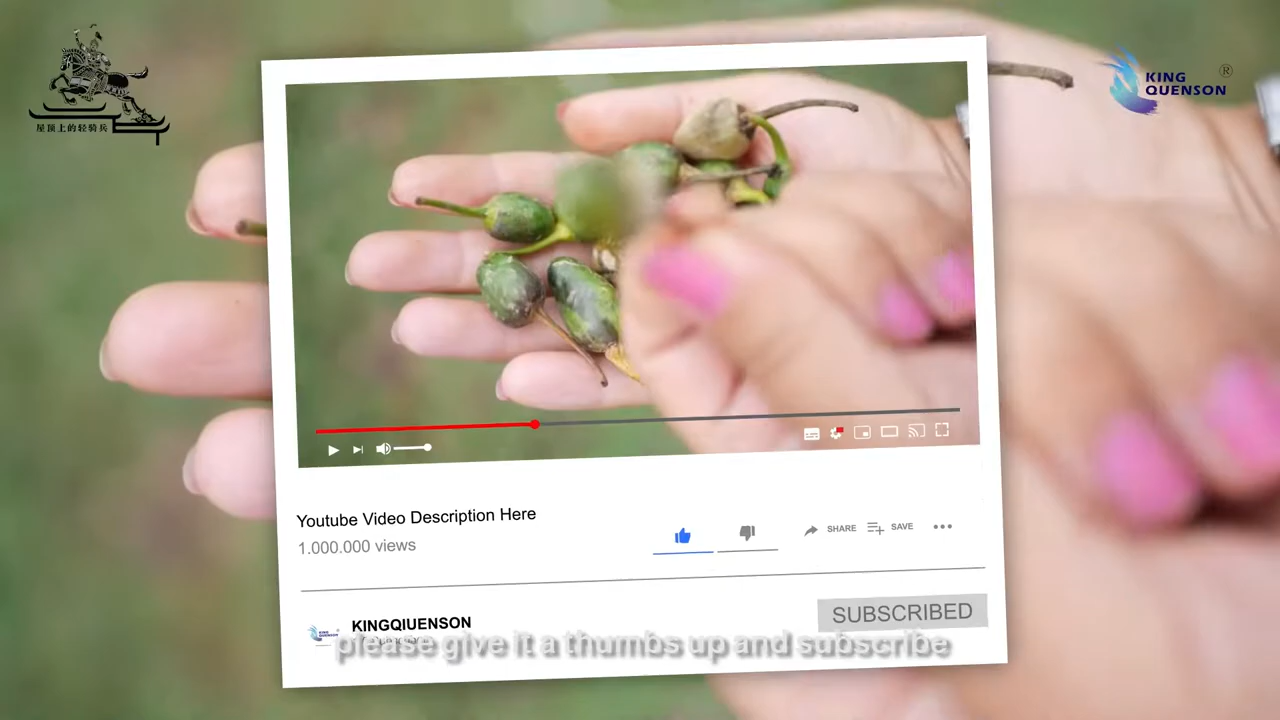 屋顶上的轻骑兵
KING
QUENSON
®
Youtube Video Description Here
1.000.000 views
SHARE
SAVE
KINGQIUENSON
SUBSCRIBED
please give it a thumbs up and subscribe